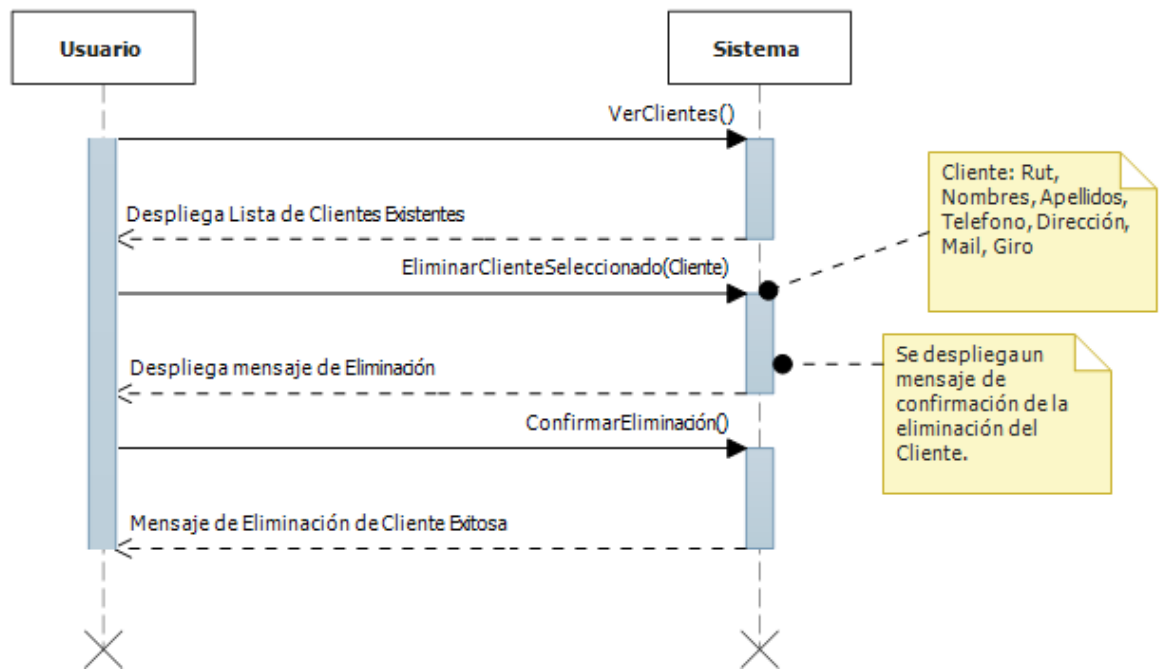 Usuario
Sistema
VerClientes()
Cliente: Rut,
Nombres, Apellidos,
Telefono, Dirección,
Mail, Giro
Despliega Lista de Clientes Existentes
EliminarClienteSeleccionado(Cliente)
Se despliega un
mensaje de
confirmación de la
eliminación del
Cliente.
Despliega mensaje de Eliminación
ConfirmarEliminación()
Mensaje de Eliminación de Cliente Exitosa